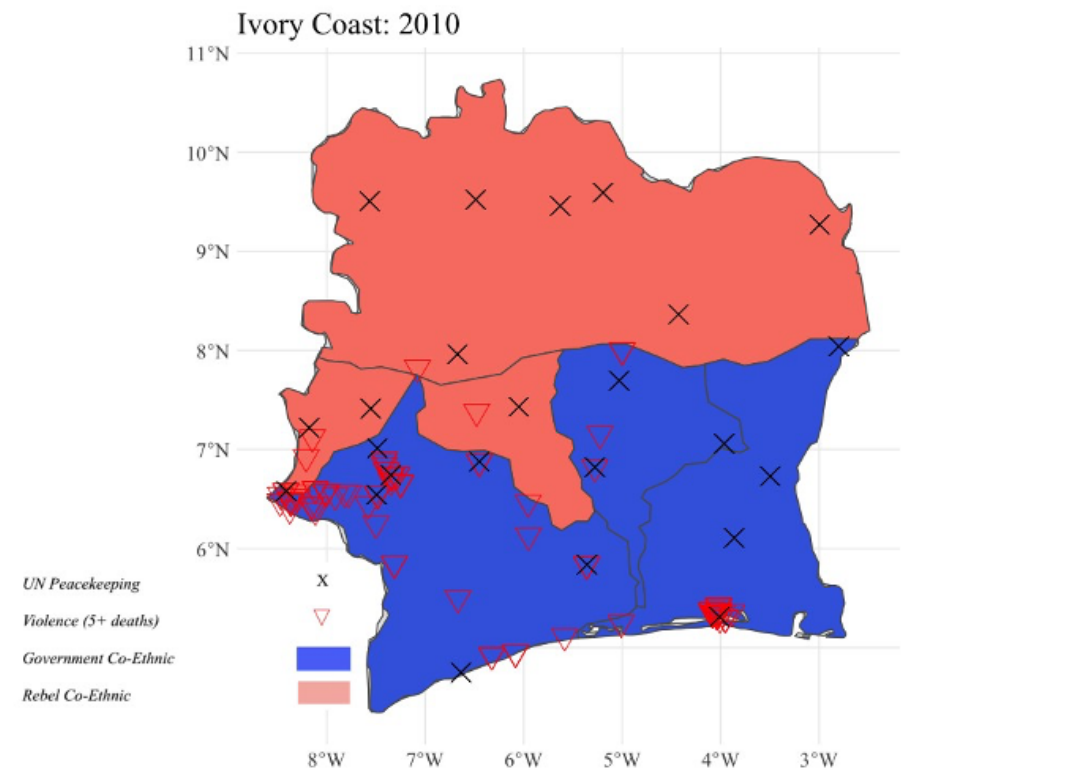 Ivory Coast: 2010
11°N
10°N
9°N
8°N
7°N
6°N
UN Peacekeeping x
Violence (5+ deaths)
Government Co-Ethnic
Rebel Co-Ethnic
8°W 7°W 6°W 5°W 4°W 3°W